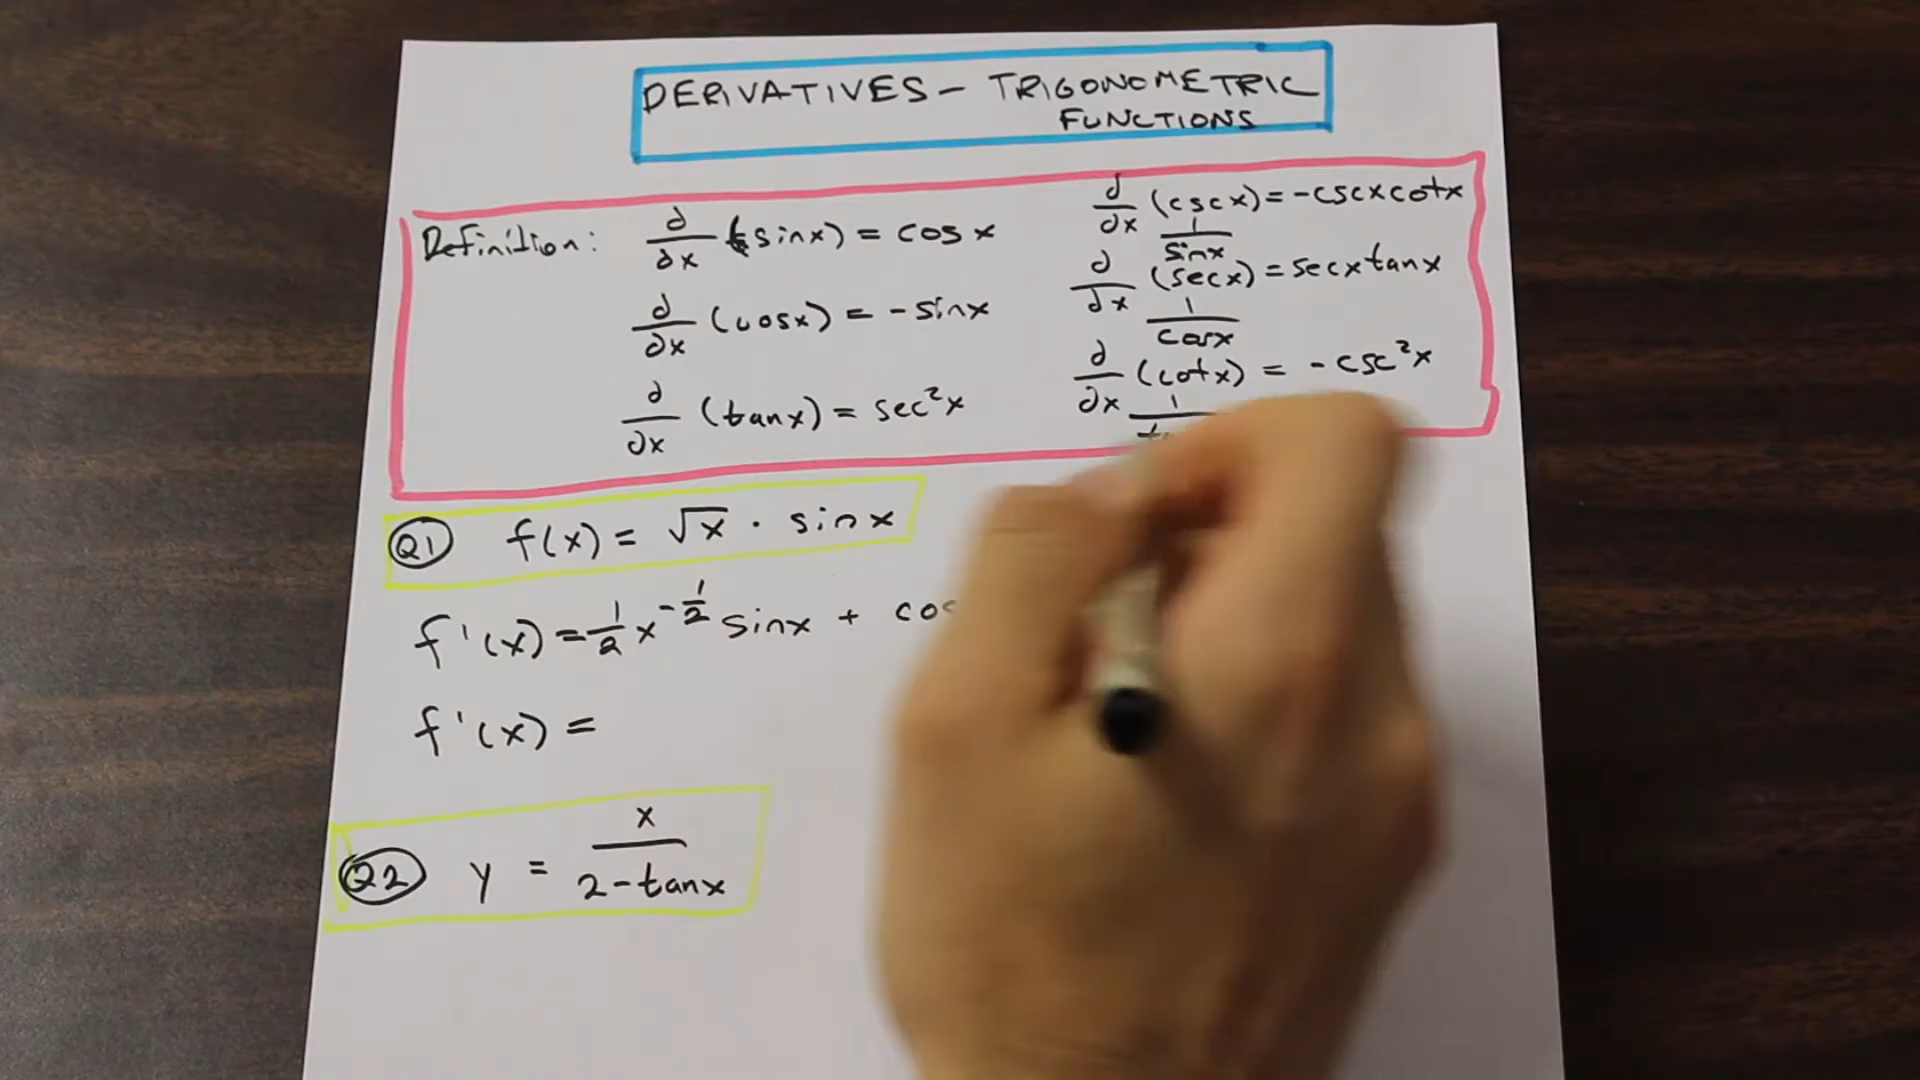 DERIVATIVES - TRIGONOMETRIC
FUNCTIONS
Definition: d/dx (sinx) = cos x
d/dx (cosx) = - sinx
d/dx (tanx) = sec²x
d/dx (cscx) = -cscxcotx
1/sinx
d/dx (secx) = secxtanx
1/cosx
d/dx (cotx) = - csc²x
Q1 f(x) = √x · sinx
f'(x) = 1/2 x^-1/2 sinx +
f'(x) =
Q2 y = x/(2-tanx)